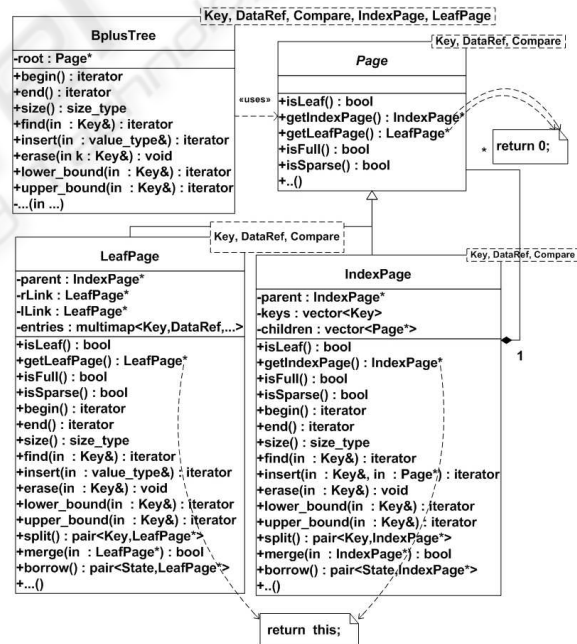 Key, DataRef, Compare, IndexPage, LeafPage
BplusTree
-root : Page*
+begin() : iterator
+end() : iterator
+size() : size_type
+find(in : Key&) : iterator
+insert(in : value_type&) : iterator
+erase(in k : Key&) : void
+lower_bound(in : Key&) : iterator
+upper_bound(in : Key&) : iterator
-...(in ...)
«uses»
Key, DataRef, Compare
Page
+isLeaf() : bool
+getIndexPage() : IndexPage*
+getLeafPage() : LeafPage*
+isFull() : bool
+isSparse() : bool
+..()
*
return 0;
Key, DataRef, Compare
LeafPage
-parent : IndexPage*
-rLink : LeafPage*
-lLink : LeafPage*
-entries : multimap<Key,DataRef,...>
+isLeaf() : bool
+getLeafPage() : LeafPage*
+isFull() : bool
+isSparse() : bool
+begin() : iterator
+end() : iterator
+size() : size_type
+find(in : Key&) : iterator
+insert(in : value_type&) : iterator
+erase(in : Key&) : void
+lower_bound(in : Key&) : iterator
+upper_bound(in : Key&) : iterator
+split() : pair<Key,LeafPage*>
+merge(in : LeafPage*) : bool
+borrow() : pair<State,LeafPage*>
+...()
Key, DataRef, Compare
IndexPage
-parent : IndexPage*
-keys : vector<Key>
-children : vector<Page*>
+isLeaf() : bool
+getIndexPage() : IndexPage*
+isFull() : bool
+isSparse() : bool
+begin() : iterator
+end() : iterator
+size() : size_type
+find(in : Key&) : iterator
+insert(in : Key&, in : Page*) : iterator
+erase(in : Key&) : void
+lower_bound(in : Key&) : iterator
+upper_bound(in : Key&) : iterator
+split() : pair<Key,IndexPage*>
+merge(in : IndexPage*) : bool
+borrow() : pair<State,IndexPage*>
+..()
1
return this;